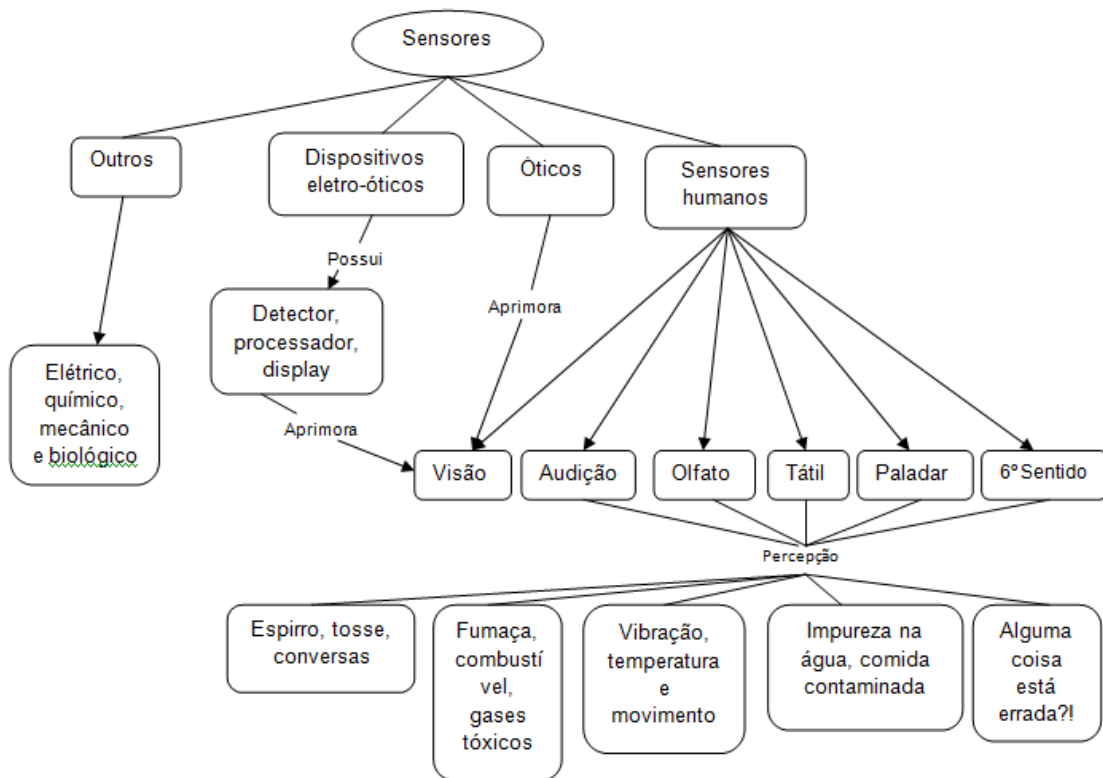 Sensores
Outros
Dispositivos
eletro-óticos
Óticos
Sensores
humanos
Possui
Aprimora
Detector,
processador,
display
Elétrico,
químico,
mecânico
e biológico
Aprimora
Visão
Audição
Olfato
Tátil
Paladar
6º Sentido
Percepção
Espirro, tosse,
conversas
Fumaça,
combustí
vel,
gases
tóxicos
Vibração,
temperatura
e
movimento
Impureza na
água, comida
contaminada
Alguma
coisa
está
errada?!